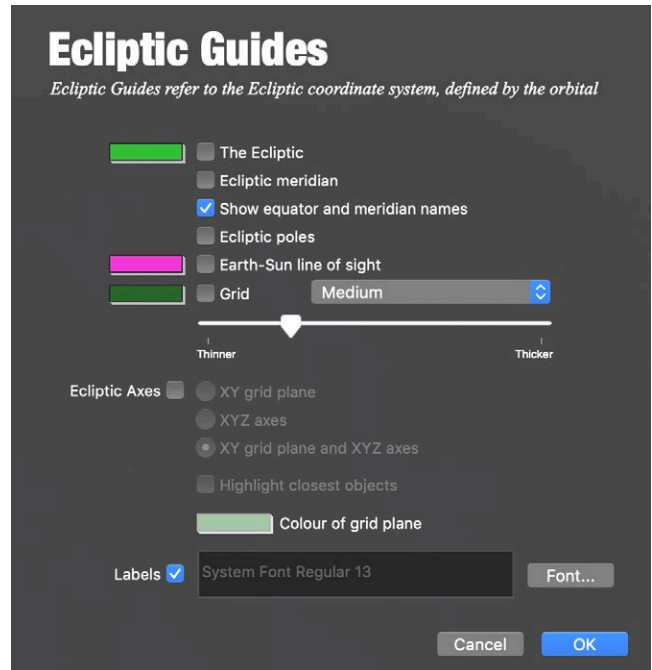 Ecliptic Guides
Ecliptic Guides refer to the Ecliptic coordinate system, defined by the orbital
The Ecliptic
Ecliptic meridian
Show equator and meridian names
Ecliptic poles
Earth-Sun line of sight
Grid Medium
Thinner Thicker
Ecliptic Axes XY grid plane
XYZ axes
XY grid plane and XYZ axes
Highlight closest objects
Colour of grid plane
Labels System Font Regular 13 Font...
Cancel OK